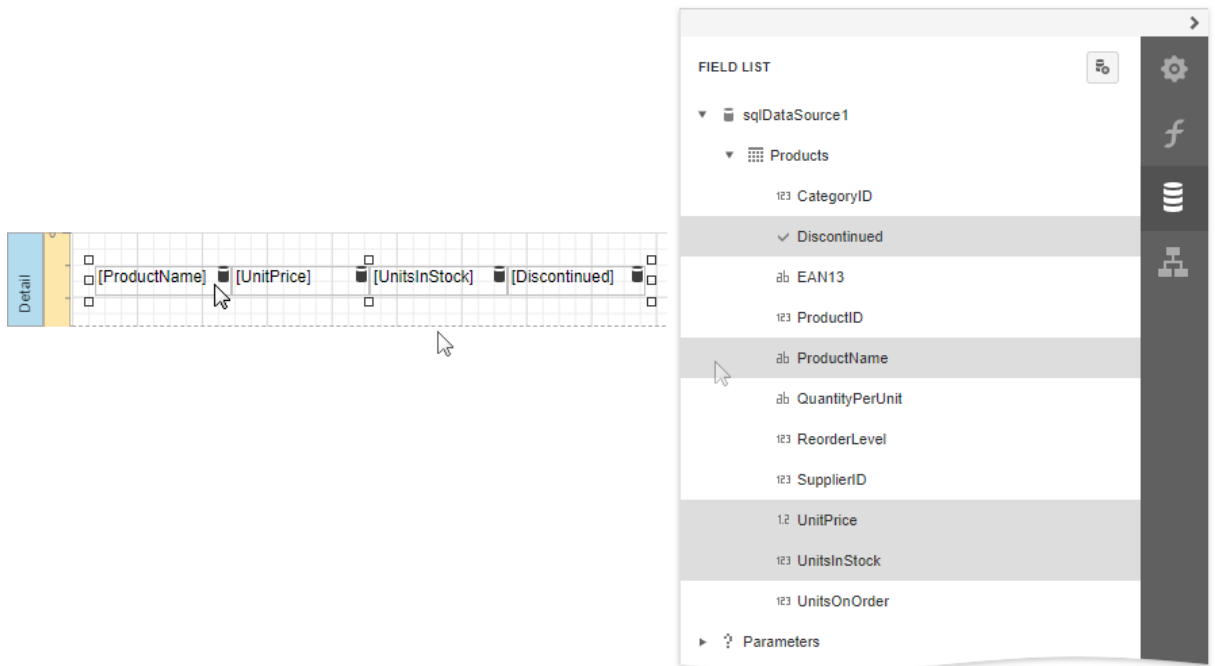 Detail
[ProductName] [UnitPrice] [UnitsInStock] [Discontinued]
FIELD LIST
sqlDataSource1
Products
123 CategoryID
Discontinued
ab EAN13
123 ProductID
ab ProductName
ab QuantityPerUnit
123 ReorderLevel
123 SupplierID
1.2 UnitPrice
123 UnitsInStock
123 UnitsOnOrder
? Parameters